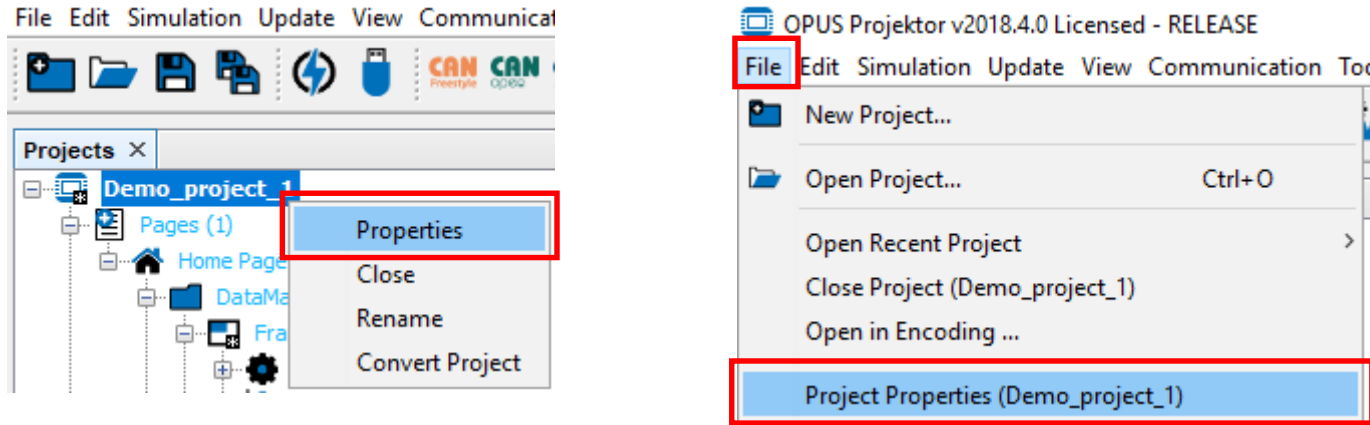 File Edit Simulation Update View Communicat
CAN Freestyle CAN open
Projects ×
Demo_project_1
Pages (1)
Home Page
DataMa
Fra
Properties
Close
Rename
Convert Project
OPUS Projektor v2018.4.0 Licensed - RELEASE
File Edit Simulation Update View Communication Too
New Project...
Open Project... Ctrl+O
Open Recent Project
Close Project (Demo_project_1)
Open in Encoding ...
Project Properties (Demo_project_1)